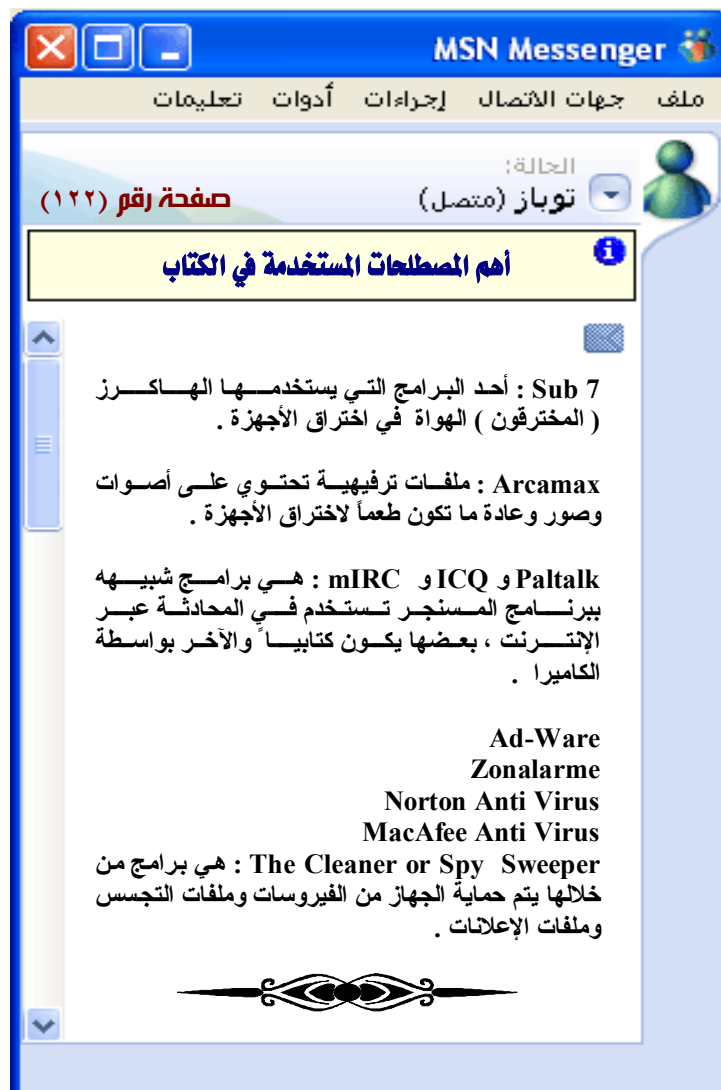 MSN Messenger
ملف جهات الاتصال إجراءات أدوات تعليمات
الحالة:
توباز (متصل)
صفحة رقم (١٢٢)
أهم المصطلحات المستخدمة في الكتاب
Sub 7 : أحد البرامج التي يستخدمها الهاكرز
( المخترقون ) الهواة في اختراق الأجهزة .
Arcamax : ملفات ترفيهية تحتوي على أصوات
وصور وعادة ما تكون طعماً لاختراق الأجهزة .
Paltalk و ICQ و mIRC : هي برامج شبيهه
ببرنامج المسنجر تستخدم في المحادثة عبر
الإنترنت ، بعضها يكون كتابياً والآخر بواسطة
الكاميرا .
Ad-Ware
Zonalarme
Norton Anti Virus
MacAfee Anti Virus
The Cleaner or Spy Sweeper : هي برامج من
خلالها يتم حماية الجهاز من الفيروسات وملفات التجسس
وملفات الإعلانات .